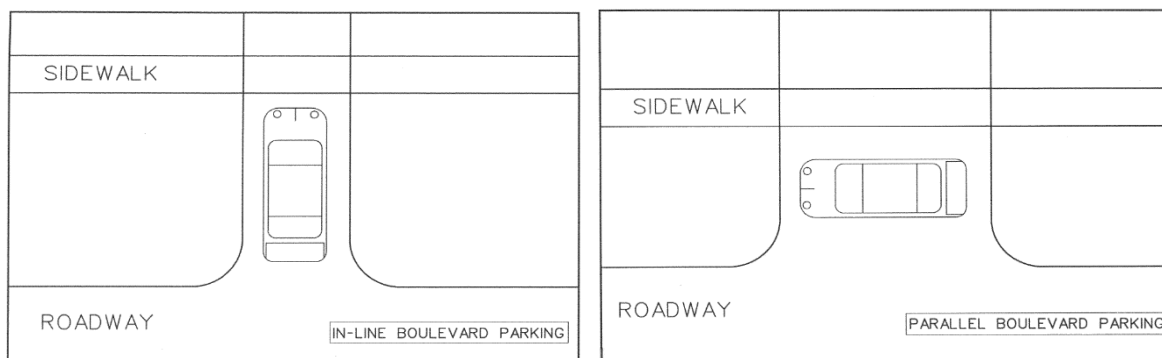 SIDEWALK
ROADWAY
IN-LINE BOULEVARD PARKING
SIDEWALK
ROADWAY
PARALLEL BOULEVARD PARKING